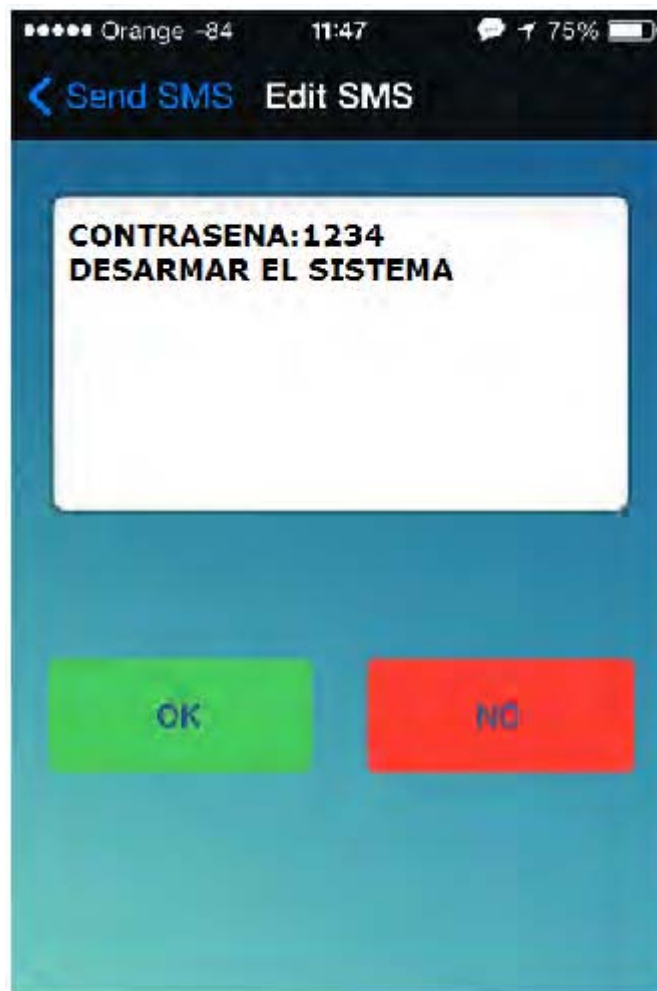 Orange -84 11:47 75%
Send SMS Edit SMS
CONTRASENA:1234
DESARMAR EL SISTEMA
OK NO